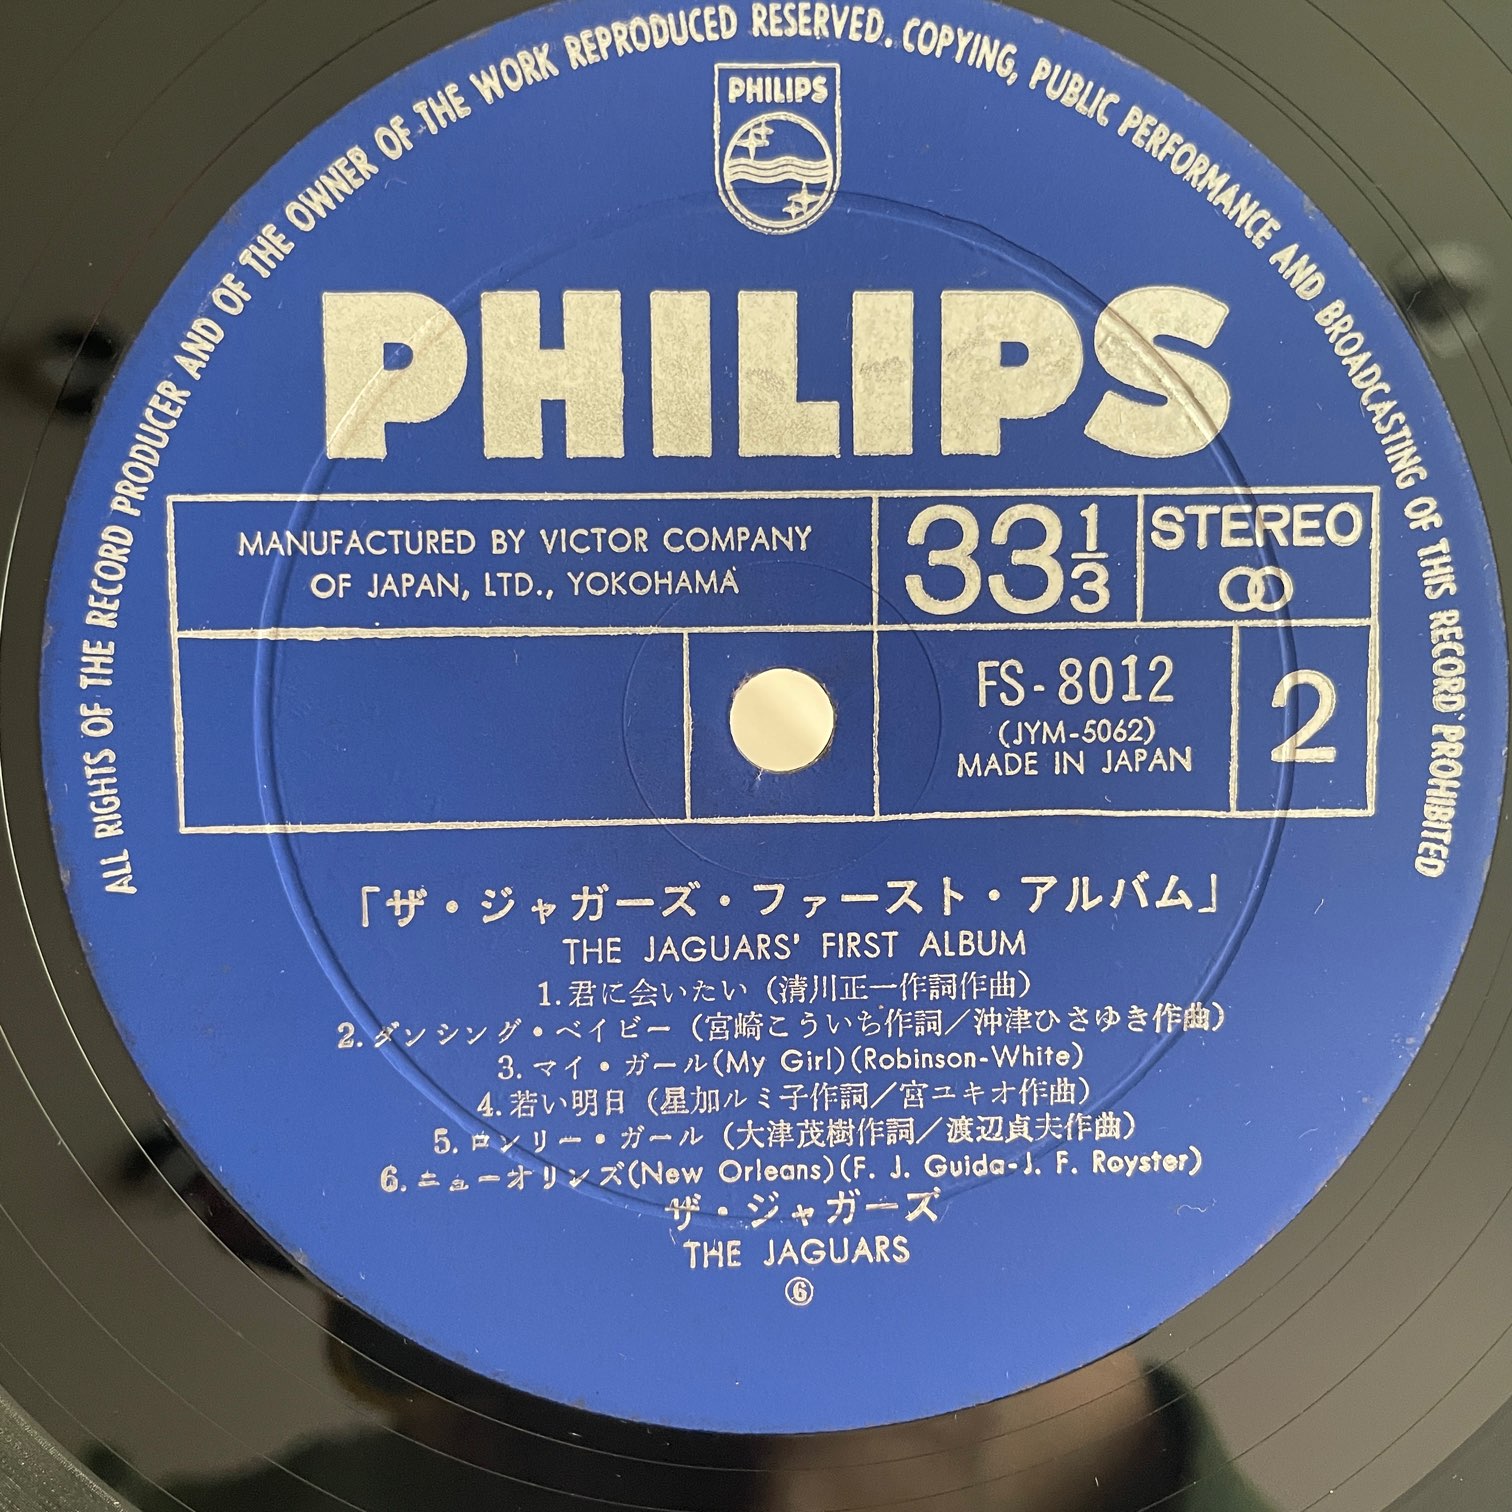 ALL RIGHTS OF THE RECORD PRODUCER AND OF THE OWNER OF THE WORK REPRODUCED RESERVED. COPYING, PUBLIC PERFORMANCE AND BROADCASTING OF THIS RECORD PROHIBITED
PHILIPS
PHILIPS
MANUFACTURED BY VICTOR COMPANY
OF JAPAN, LTD., YOKOHAMA
33 1/3
STEREO
FS-8012
(JYM-5062)
MADE IN JAPAN
2
「ザ・ジャガーズ・ファースト・アルバム」
THE JAGUARS' FIRST ALBUM
1.君に会いたい（清川正一作詞作曲）
2.ダンシング・ベイビー（宮崎こういち作詞／沖津ひさゆき作曲）
3.マイ・ガール(My Girl)(Robinson-White)
4.若い明日（星加ルミ子作詞／宮ユキオ作曲）
5.ロンリー・ガール（大津茂樹作詞／渡辺貞夫作曲）
6.ニューオリンズ(New Orleans)(F. J. Guida-J. F. Royster)
ザ・ジャガーズ
THE JAGUARS
⑥